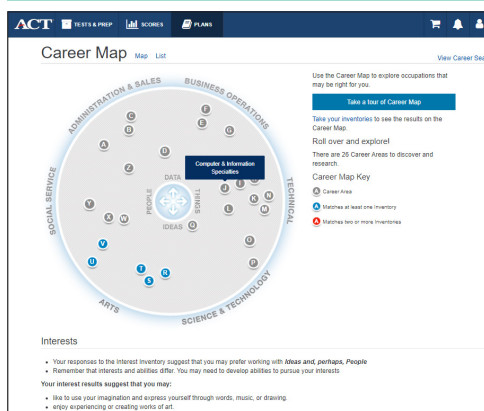 ACT TESTS & PREP SCORES PLANS
Career Map Map List
View Career Sea
Use the Career Map to explore occupations that
may be right for you.
Take a tour of Career Map
Take your inventories to see the results on the
Career Map.
Roll over and explore!
There are 26 Career Areas to discover and
research.
Career Map Key
A Career Area
A Matches at least one Inventory
A Matches two or more Inventories
ADMINISTRATION & SALES
BUSINESS OPERATIONS
TECHNICAL
SCIENCE & TECHNOLOGY
ARTS
SOCIAL SERVICE
C
B
A
D
Z
F
E
G
Computer & Information
Specialties
DATA
PEOPLE
THINGS
IDEAS
J
I
K
N
L
M
Y
X
W
Q
V
U
T
S
R
O
P
Interests
Your responses to the Interest Inventory suggest that you may prefer working with Ideas and, perhaps, People
Remember that interests and abilities differ. You may need to develop abilities to pursue your interests
Your interest results suggest that you may:
like to use your imagination and express yourself through words, music, or drawing.
enjoy experiencing or creating works of art.